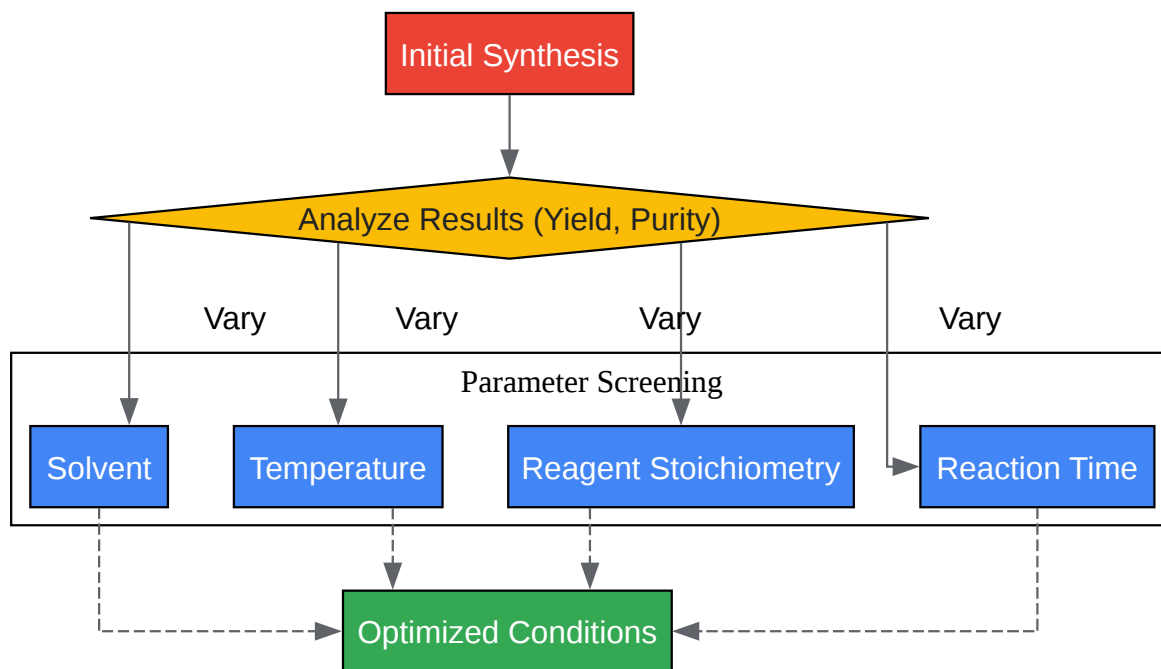 Initial Synthesis
Analyze Results (Yield, Purity)
Vary
Vary
Vary
Vary
Parameter Screening
Solvent
Temperature
Reagent Stoichiometry
Reaction Time
Optimized Conditions